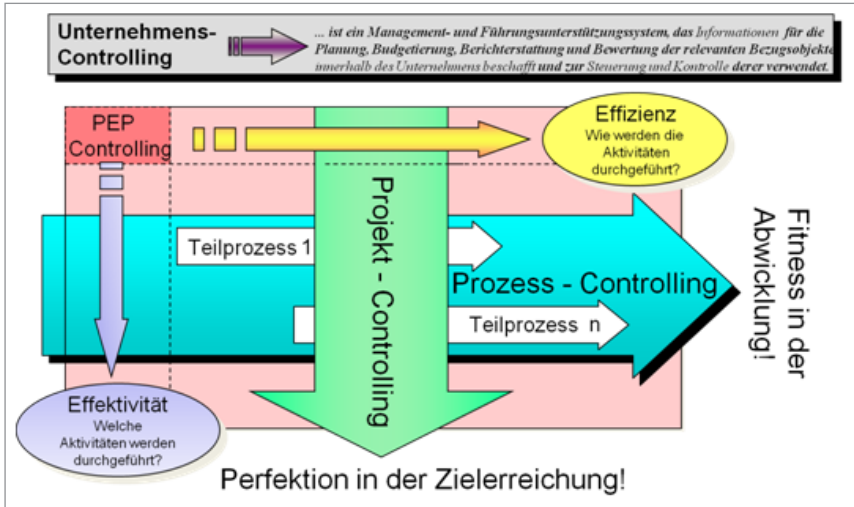 Unternehmens-
Controlling
... ist ein Management- und Führungsunterstützungssystem, das Informationen für die
Planung, Budgetierung, Berichterstattung und Bewertung der relevanten Bezugsobjekte
innerhalb des Unternehmens beschafft und zur Steuerung und Kontrolle derer verwendet.
PEP
Controlling
Effizienz
Wie werden die
Aktivitäten
durchgeführt?
Projekt - Controlling
Teilprozess 1
Prozess - Controlling
Teilprozess n
Fitness in der
Abwicklung!
Effektivität
Welche
Aktivitäten werden
durchgeführt?
Perfektion in der Zielerreichung!